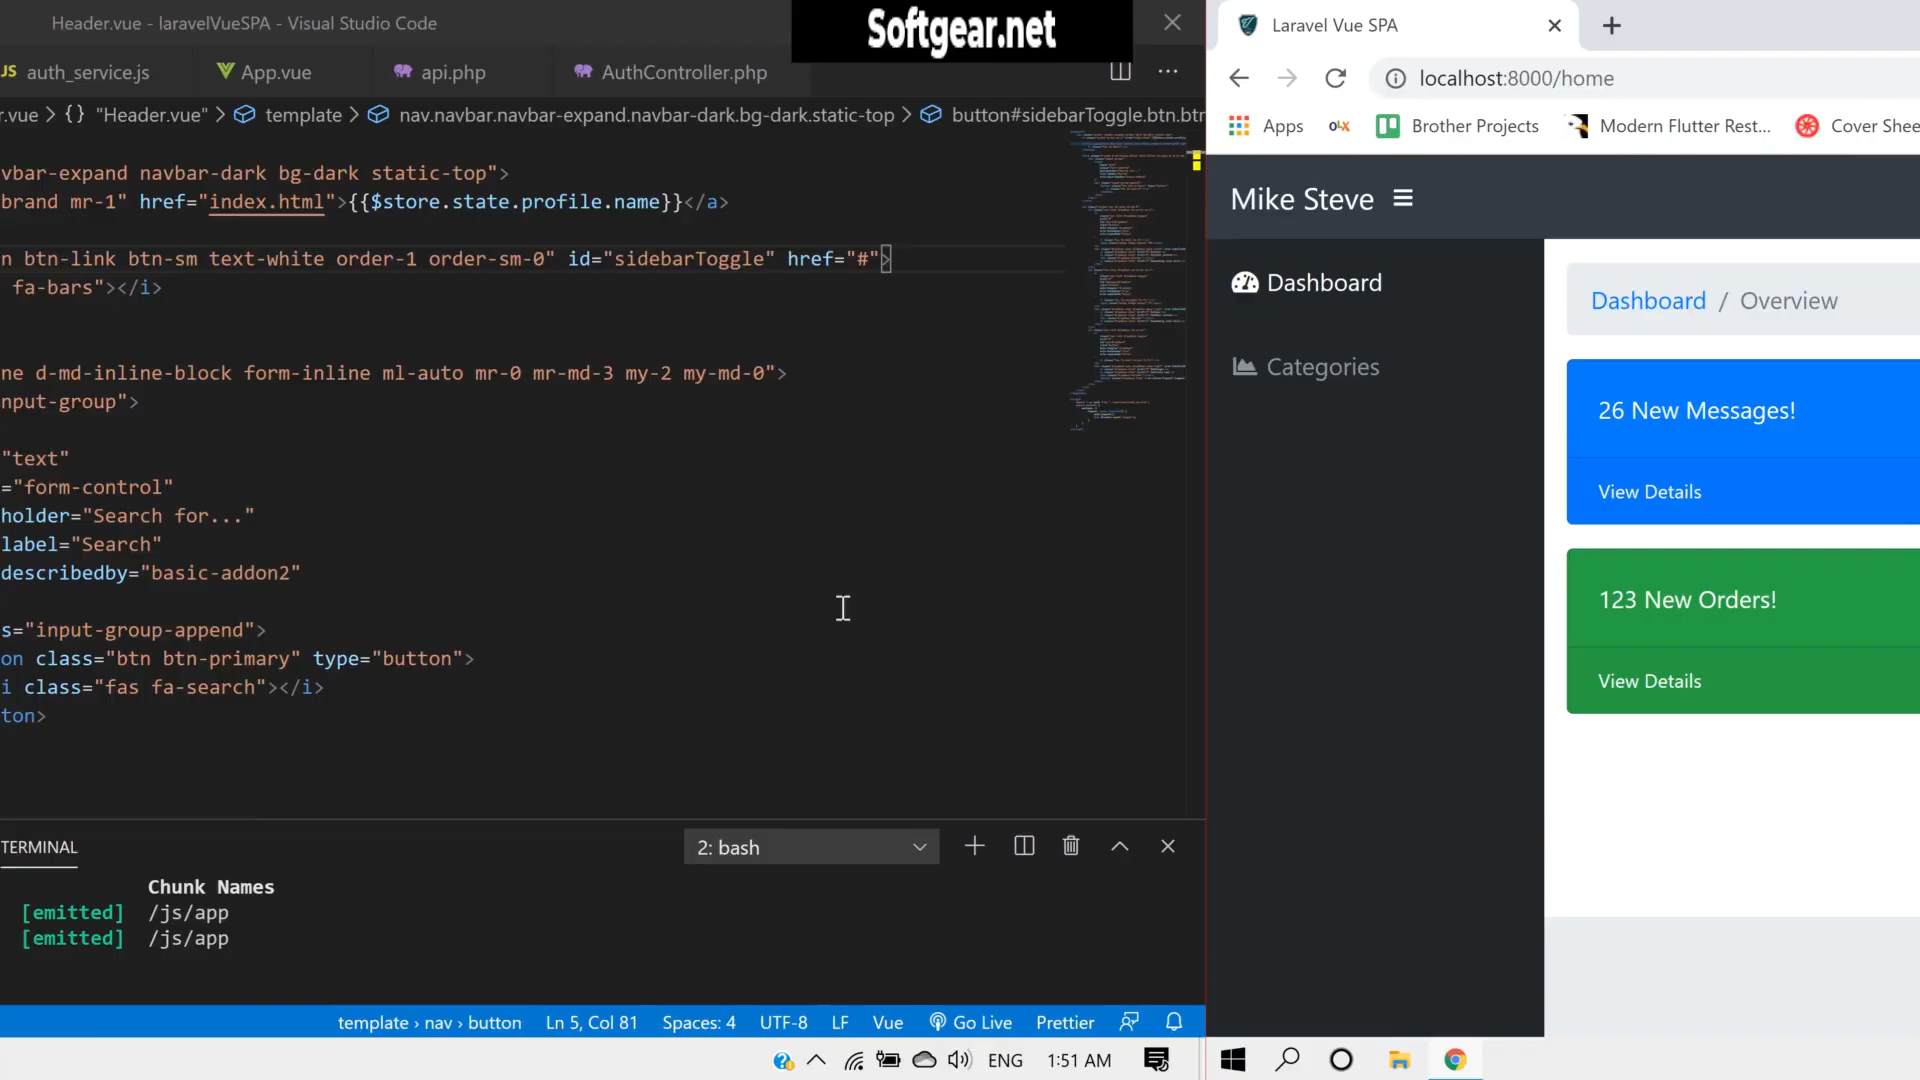 Header.vue - laravelVueSPA - Visual Studio Code
Softgear.net
JS auth_service.js
App.vue
api.php
AuthController.php
r.vue > {} "Header.vue" > template > nav.navbar.navbar-expand.navbar-dark.bg-dark.static-top > button#sidebarToggle.btn.btn
vbar-expand navbar-dark bg-dark static-top">
brand mr-1" href="index.html">{{$store.state.profile.name}}</a>
n btn-link btn-sm text-white order-1 order-sm-0" id="sidebarToggle" href="#">
fa-bars"></i>
ne d-md-inline-block form-inline ml-auto mr-0 mr-md-3 my-2 my-md-0">
nput-group">
"text"
="form-control"
holder="Search for..."
label="Search"
describedby="basic-addon2"
s="input-group-append">
on class="btn btn-primary" type="button">
i class="fas fa-search"></i>
ton>
TERMINAL
2: bash
Chunk Names
[emitted] /js/app
[emitted] /js/app
template › nav › button
Ln 5, Col 81
Spaces: 4
UTF-8
LF
Vue
Go Live
Prettier
ENG
1:51 AM
Laravel Vue SPA
localhost:8000/home
Apps
OLX
Brother Projects
Modern Flutter Rest...
Cover Shee
Mike Steve
Dashboard
Categories
Dashboard / Overview
26 New Messages!
View Details
123 New Orders!
View Details